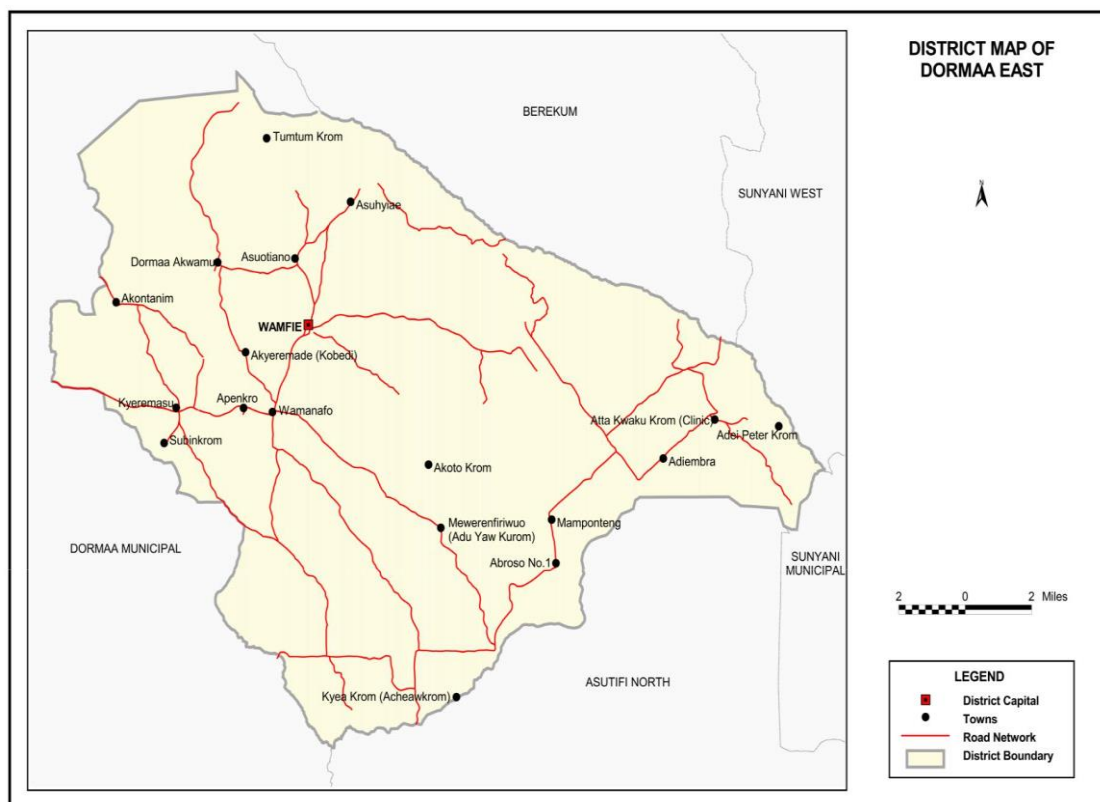 DISTRICT MAP OF
DORMAA EAST
BEREKUM
Tumtum Krom
SUNYANI WEST
N
Asuhyiae
Asuotiano
Dormaa Akwamu
Akontanim
WAMFIE
Akyeremade (Kobedi)
Kyeremasu
Apenkro
Wamanafo
Atta Kwaku Krom (Clinic)
Adei Peter Krom
Subinkrom
Akoto Krom
Adiembra
Mewerenfiriwuo
(Adu Yaw Kurom)
Mamponteng
DORMAA MUNICIPAL
Abroso No.1
SUNYANI
MUNICIPAL
2 0 2 Miles
ASUTIFI NORTH
Kyea Krom (Acheawkrom)
LEGEND
District Capital
Towns
Road Network
District Boundary